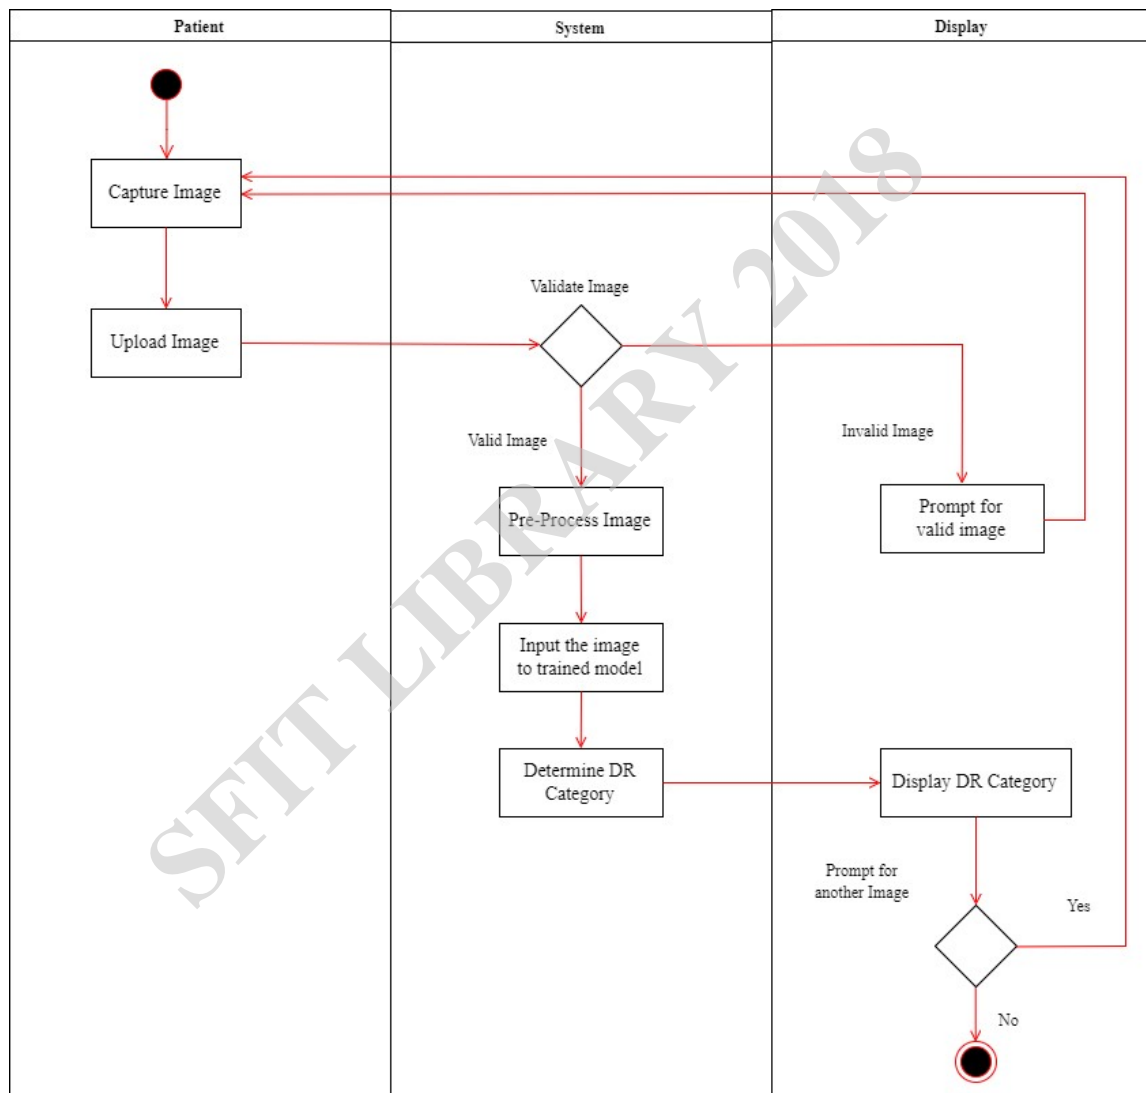 Patient
System
Display
Capture Image
Validate Image
Upload Image
Valid Image
Invalid Image
Pre-Process Image
Prompt for
valid image
Input the image
to trained model
Determine DR
Category
Display DR Category
Prompt for
another Image
Yes
No
SFIT LIBRARY 2018